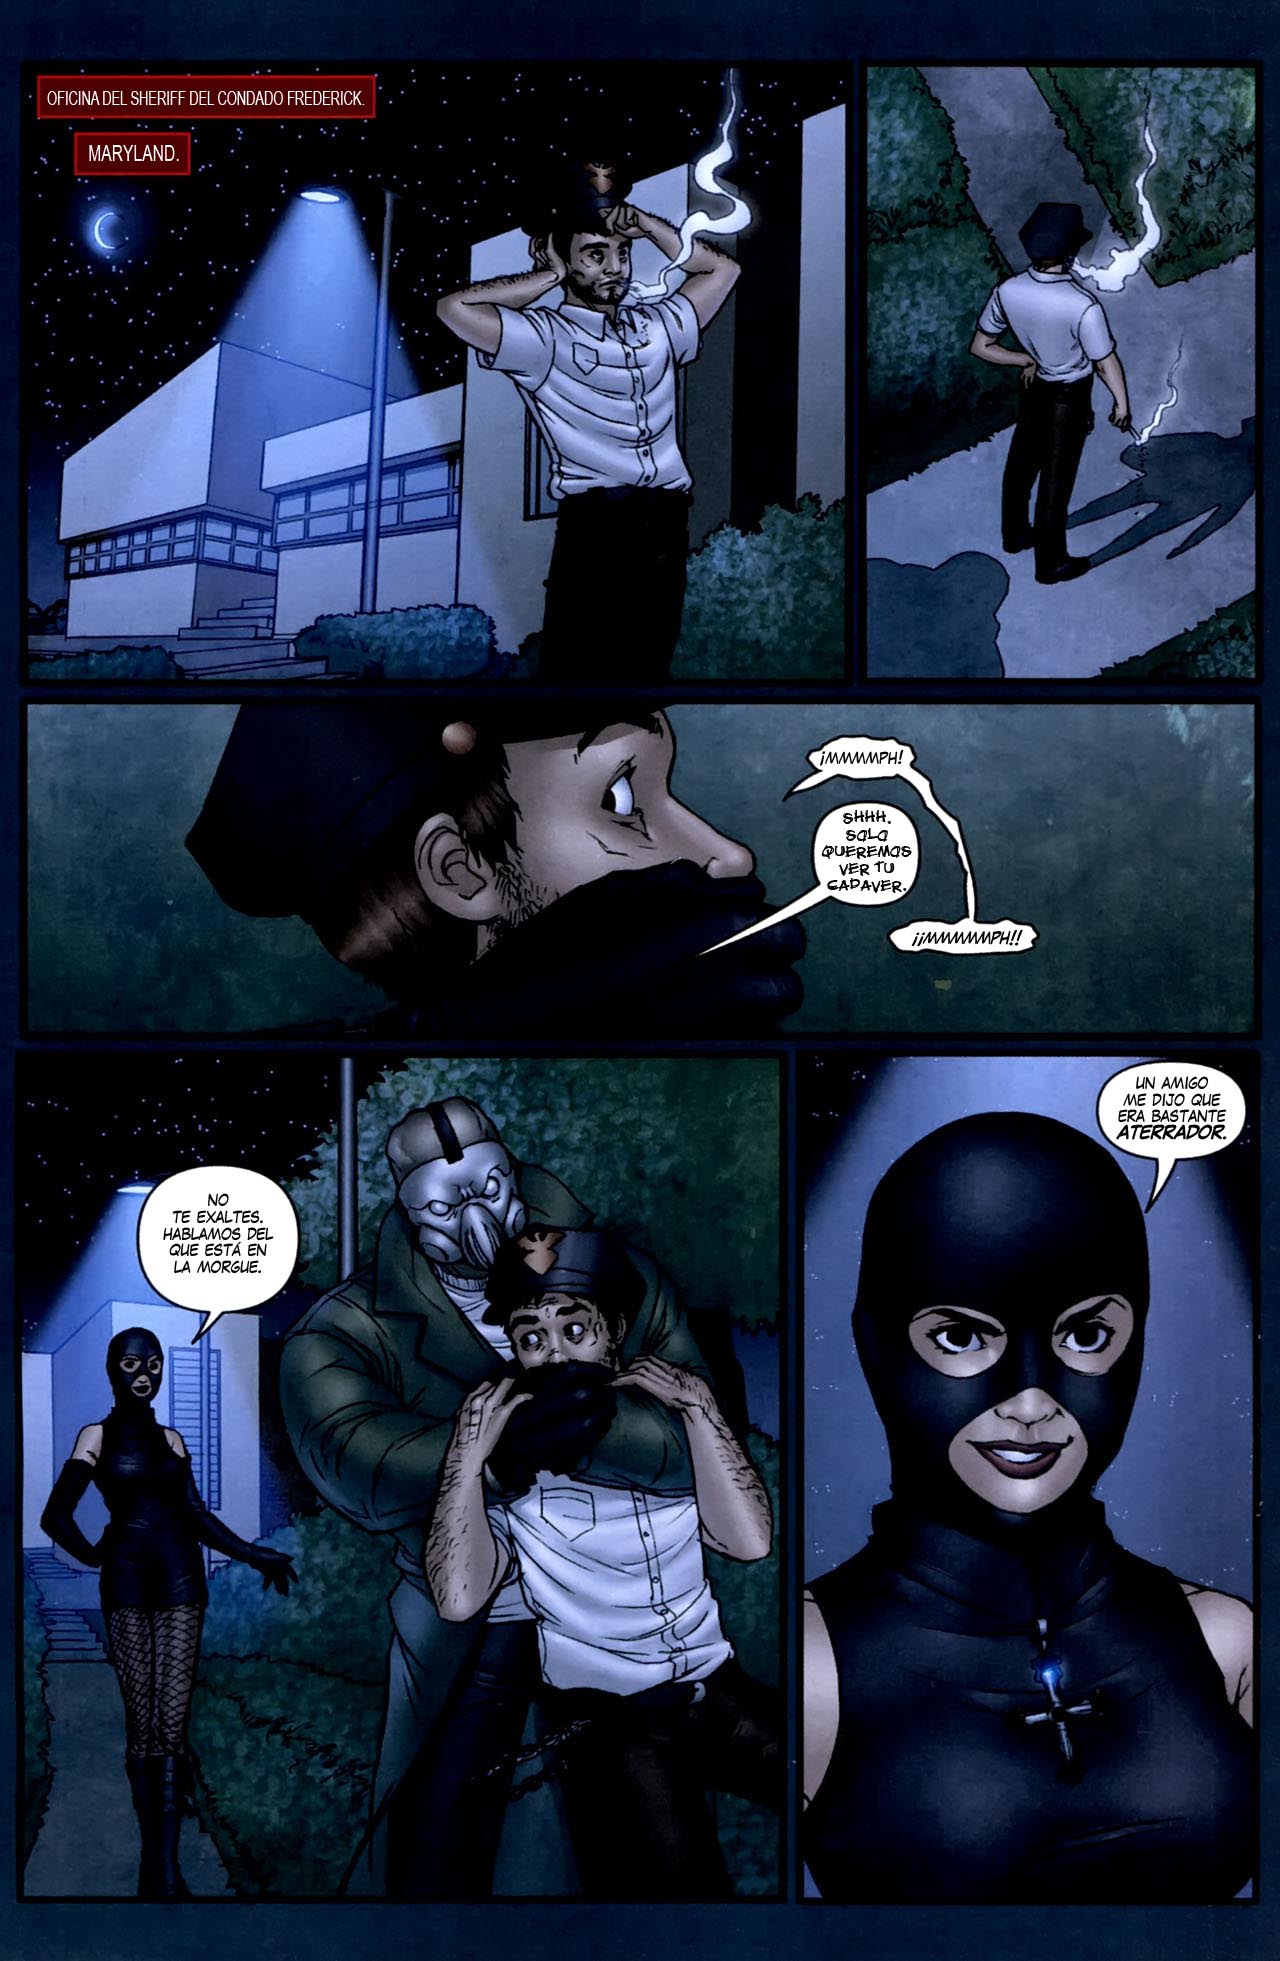 OFICINA DEL SHERIFF DEL CONDADO FREDERICK.
MARYLAND.
¡MMMMPH!
SHHH.
SOLO
QUEREMOS
VER TU
CADAVER.
¡¡MMMMMMPH!!
NO
TE EXALTES.
HABLAMOS DEL
QUE ESTÁ EN
LA MORGUE.
UN AMIGO
ME DIJO QUE
ERA BASTANTE
ATERRADOR.